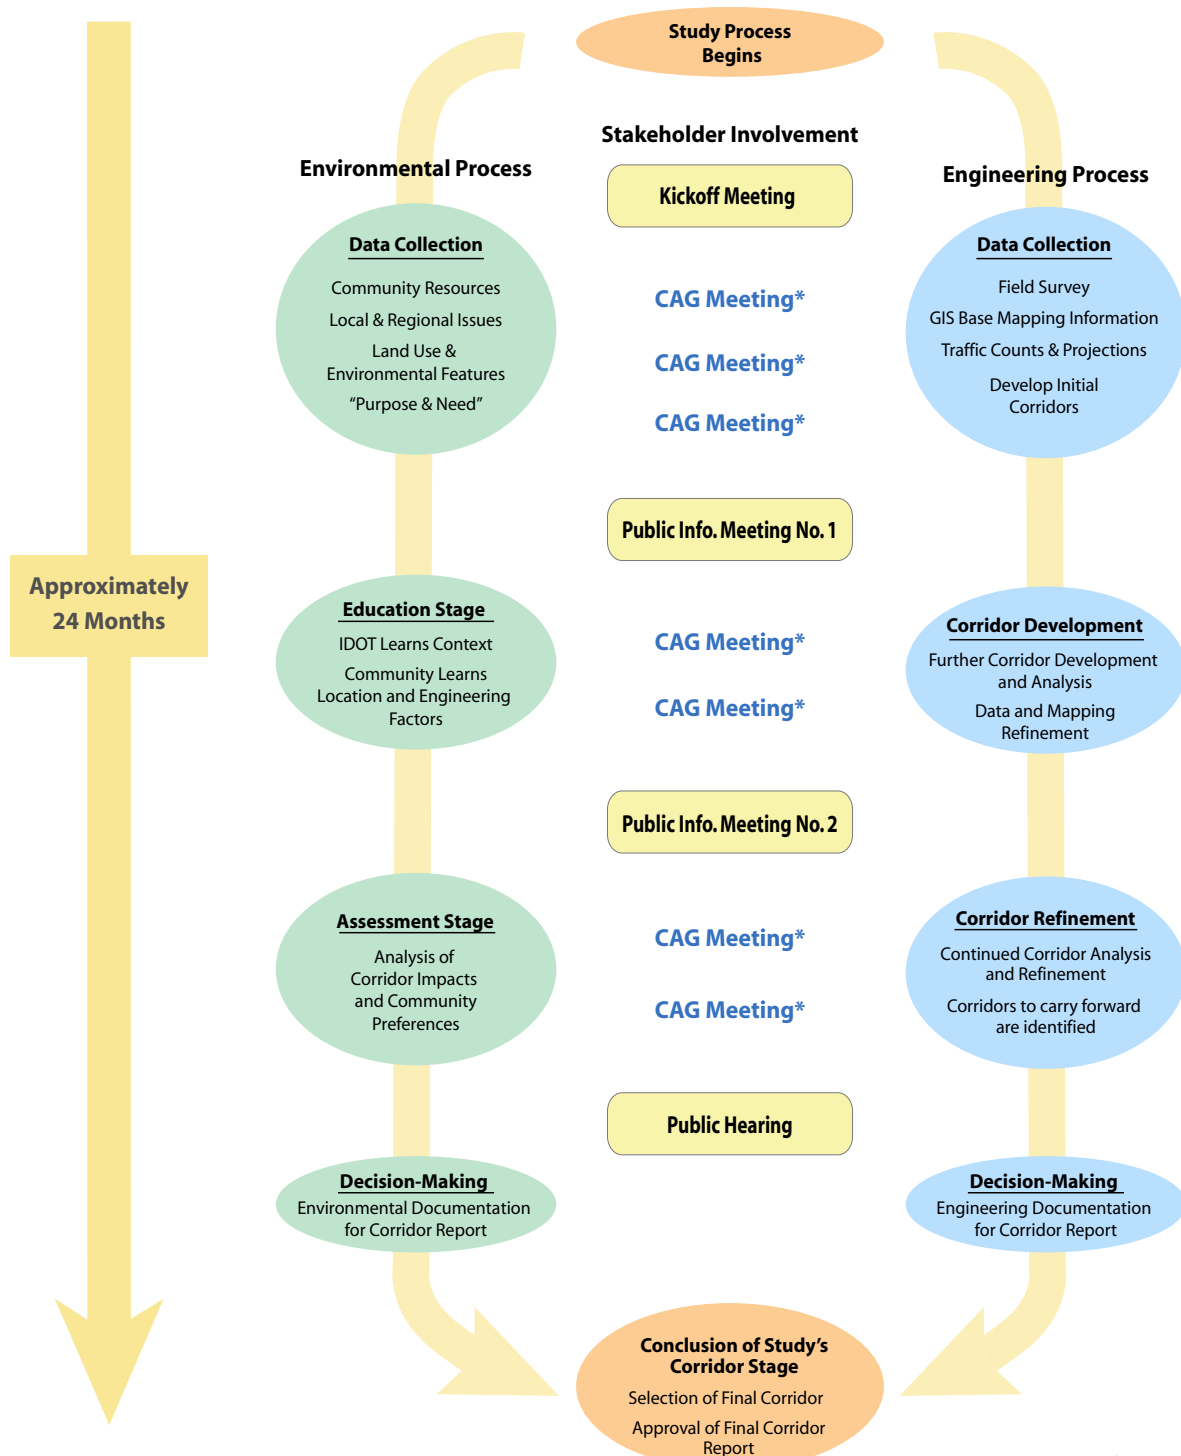 Study Process
Begins
Stakeholder Involvement
Environmental Process
Engineering Process
Kickoff Meeting
Data Collection
Community Resources
Local & Regional Issues
Land Use &
Environmental Features
“Purpose & Need”
CAG Meeting*
CAG Meeting*
CAG Meeting*
Data Collection
Field Survey
GIS Base Mapping Information
Traffic Counts & Projections
Develop Initial
Corridors
Public Info. Meeting No. 1
Approximately
24 Months
Education Stage
IDOT Learns Context
Community Learns
Location and Engineering
Factors
CAG Meeting*
CAG Meeting*
Corridor Development
Further Corridor Development
and Analysis
Data and Mapping
Refinement
Public Info. Meeting No. 2
Assessment Stage
Analysis of
Corridor Impacts
and Community
Preferences
CAG Meeting*
CAG Meeting*
Corridor Refinement
Continued Corridor Analysis
and Refinement
Corridors to carry forward
are identified
Public Hearing
Decision-Making
Environmental Documentation
for Corridor Report
Decision-Making
Engineering Documentation
for Corridor Report
Conclusion of Study’s
Corridor Stage
Selection of Final Corridor
Approval of Final Corridor
Report